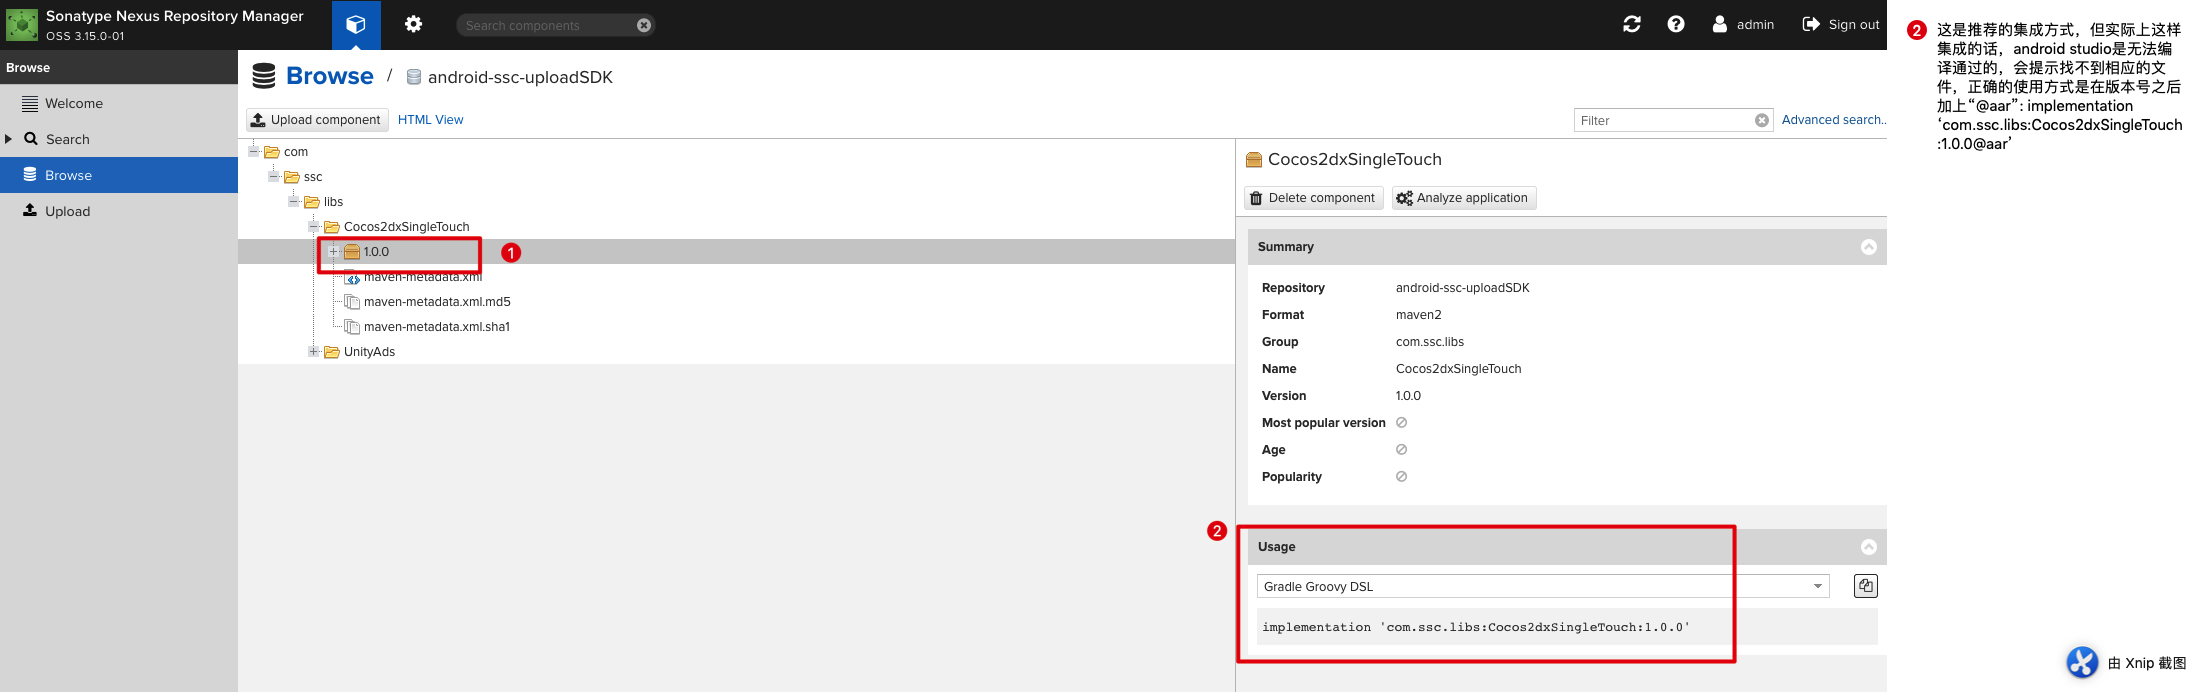 Sonatype Nexus Repository Manager
OSS 3.15.0-01
Search components
admin
Sign out
Browse
Welcome
Search
Browse
Upload
Browse / android-ssc-uploadSDK
Upload component
HTML View
Filter
Advanced search..
com
ssc
libs
Cocos2dxSingleTouch
1.0.0
1
maven-metadata.xml
maven-metadata.xml.md5
maven-metadata.xml.sha1
UnityAds
Cocos2dxSingleTouch
Delete component
Analyze application
Summary
Repository android-ssc-uploadSDK
Format maven2
Group com.ssc.libs
Name Cocos2dxSingleTouch
Version 1.0.0
Most popular version
Age
Popularity
2
Usage
Gradle Groovy DSL
implementation 'com.ssc.libs:Cocos2dxSingleTouch:1.0.0'
2 这是推荐的集成方式，但实际上这样
集成的话，android studio是无法编
译通过的，会提示找不到相应的文
件，正确的使用方式是在版本号之后
加上“@aar”: implementation
‘com.ssc.libs:Cocos2dxSingleTouch
:1.0.0@aar’
由 Xnip 截图